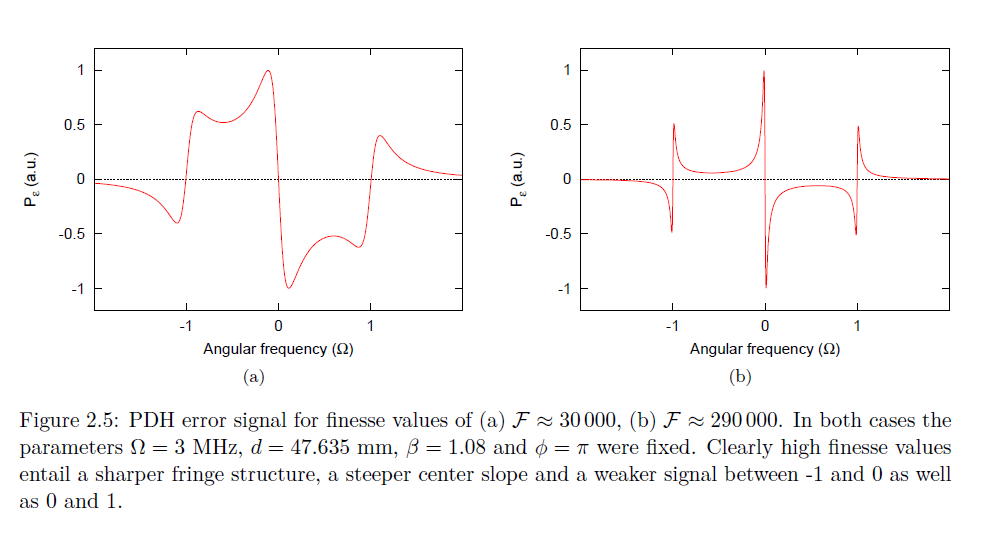 1
0.5
0
-0.5
-1
-1
0
1
P ε (a.u.)
Angular frequency (Ω)
(a)
1
0.5
0
-0.5
-1
-1
0
1
P ε (a.u.)
Angular frequency (Ω)
(b)
Figure 2.5: PDH error signal for finesse values of (a) ℱ ≈ 30 000, (b) ℱ ≈ 290 000. In both cases the
parameters Ω = 3 MHz, d = 47.635 mm, β = 1.08 and ϕ = π were fixed. Clearly high finesse values
entail a sharper fringe structure, a steeper center slope and a weaker signal between -1 and 0 as well
as 0 and 1.